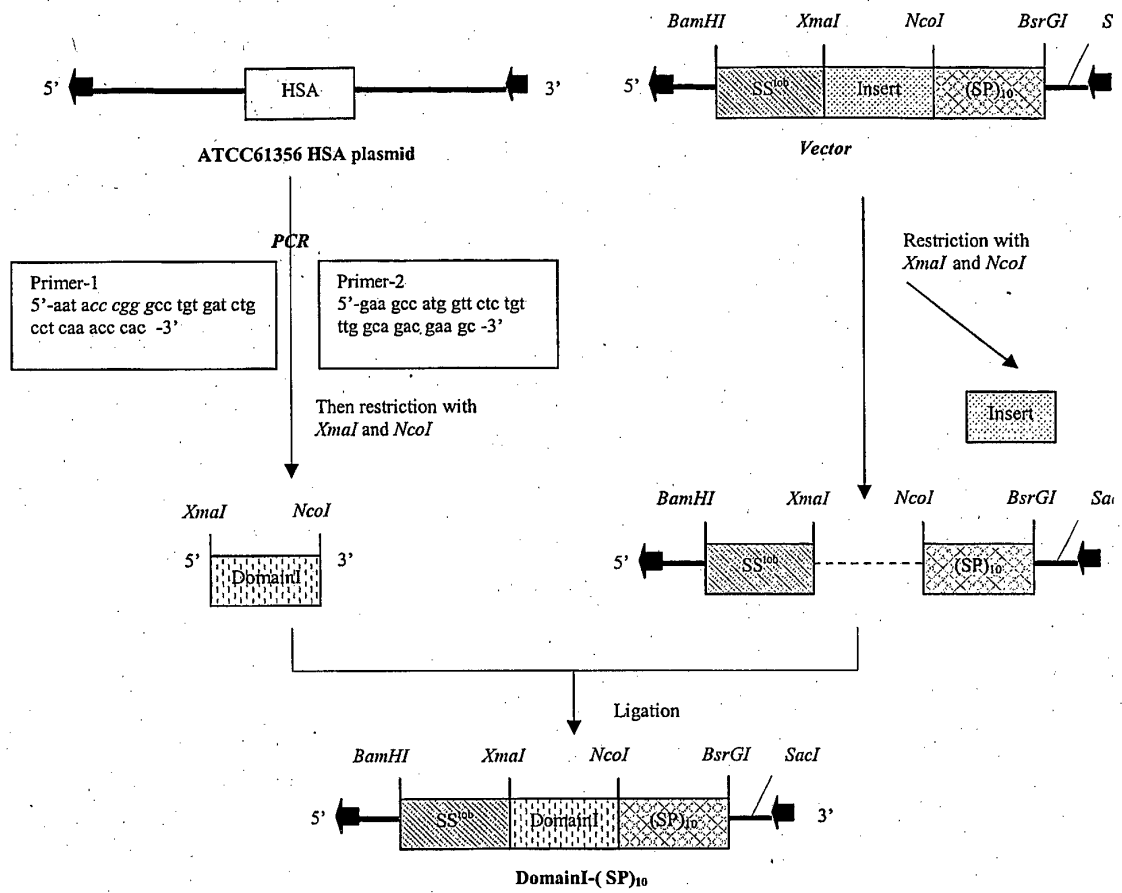 BamHI XmaI NcoI BsrGI S
5' HSA 3'
5' SStob Insert (SP)10
ATCC61356 HSA plasmid
Vector
PCR
Primer-1
5'-aat acc cgg gcc tgt gat ctg
cct caa acc cac -3'
Primer-2
5'-gaa gcc atg gtt ctc tgt
ttg gca gac gaa gc -3'
Restriction with
XmaI and NcoI
Then restriction with
XmaI and NcoI
Insert
XmaI NcoI
5' DomainI 3'
BamHI XmaI NcoI BsrGI Sac
5' SStob (SP)10
Ligation
BamHI XmaI NcoI BsrGI SacI
5' SStob DomainI (SP)10 3'
DomainI-( SP)10